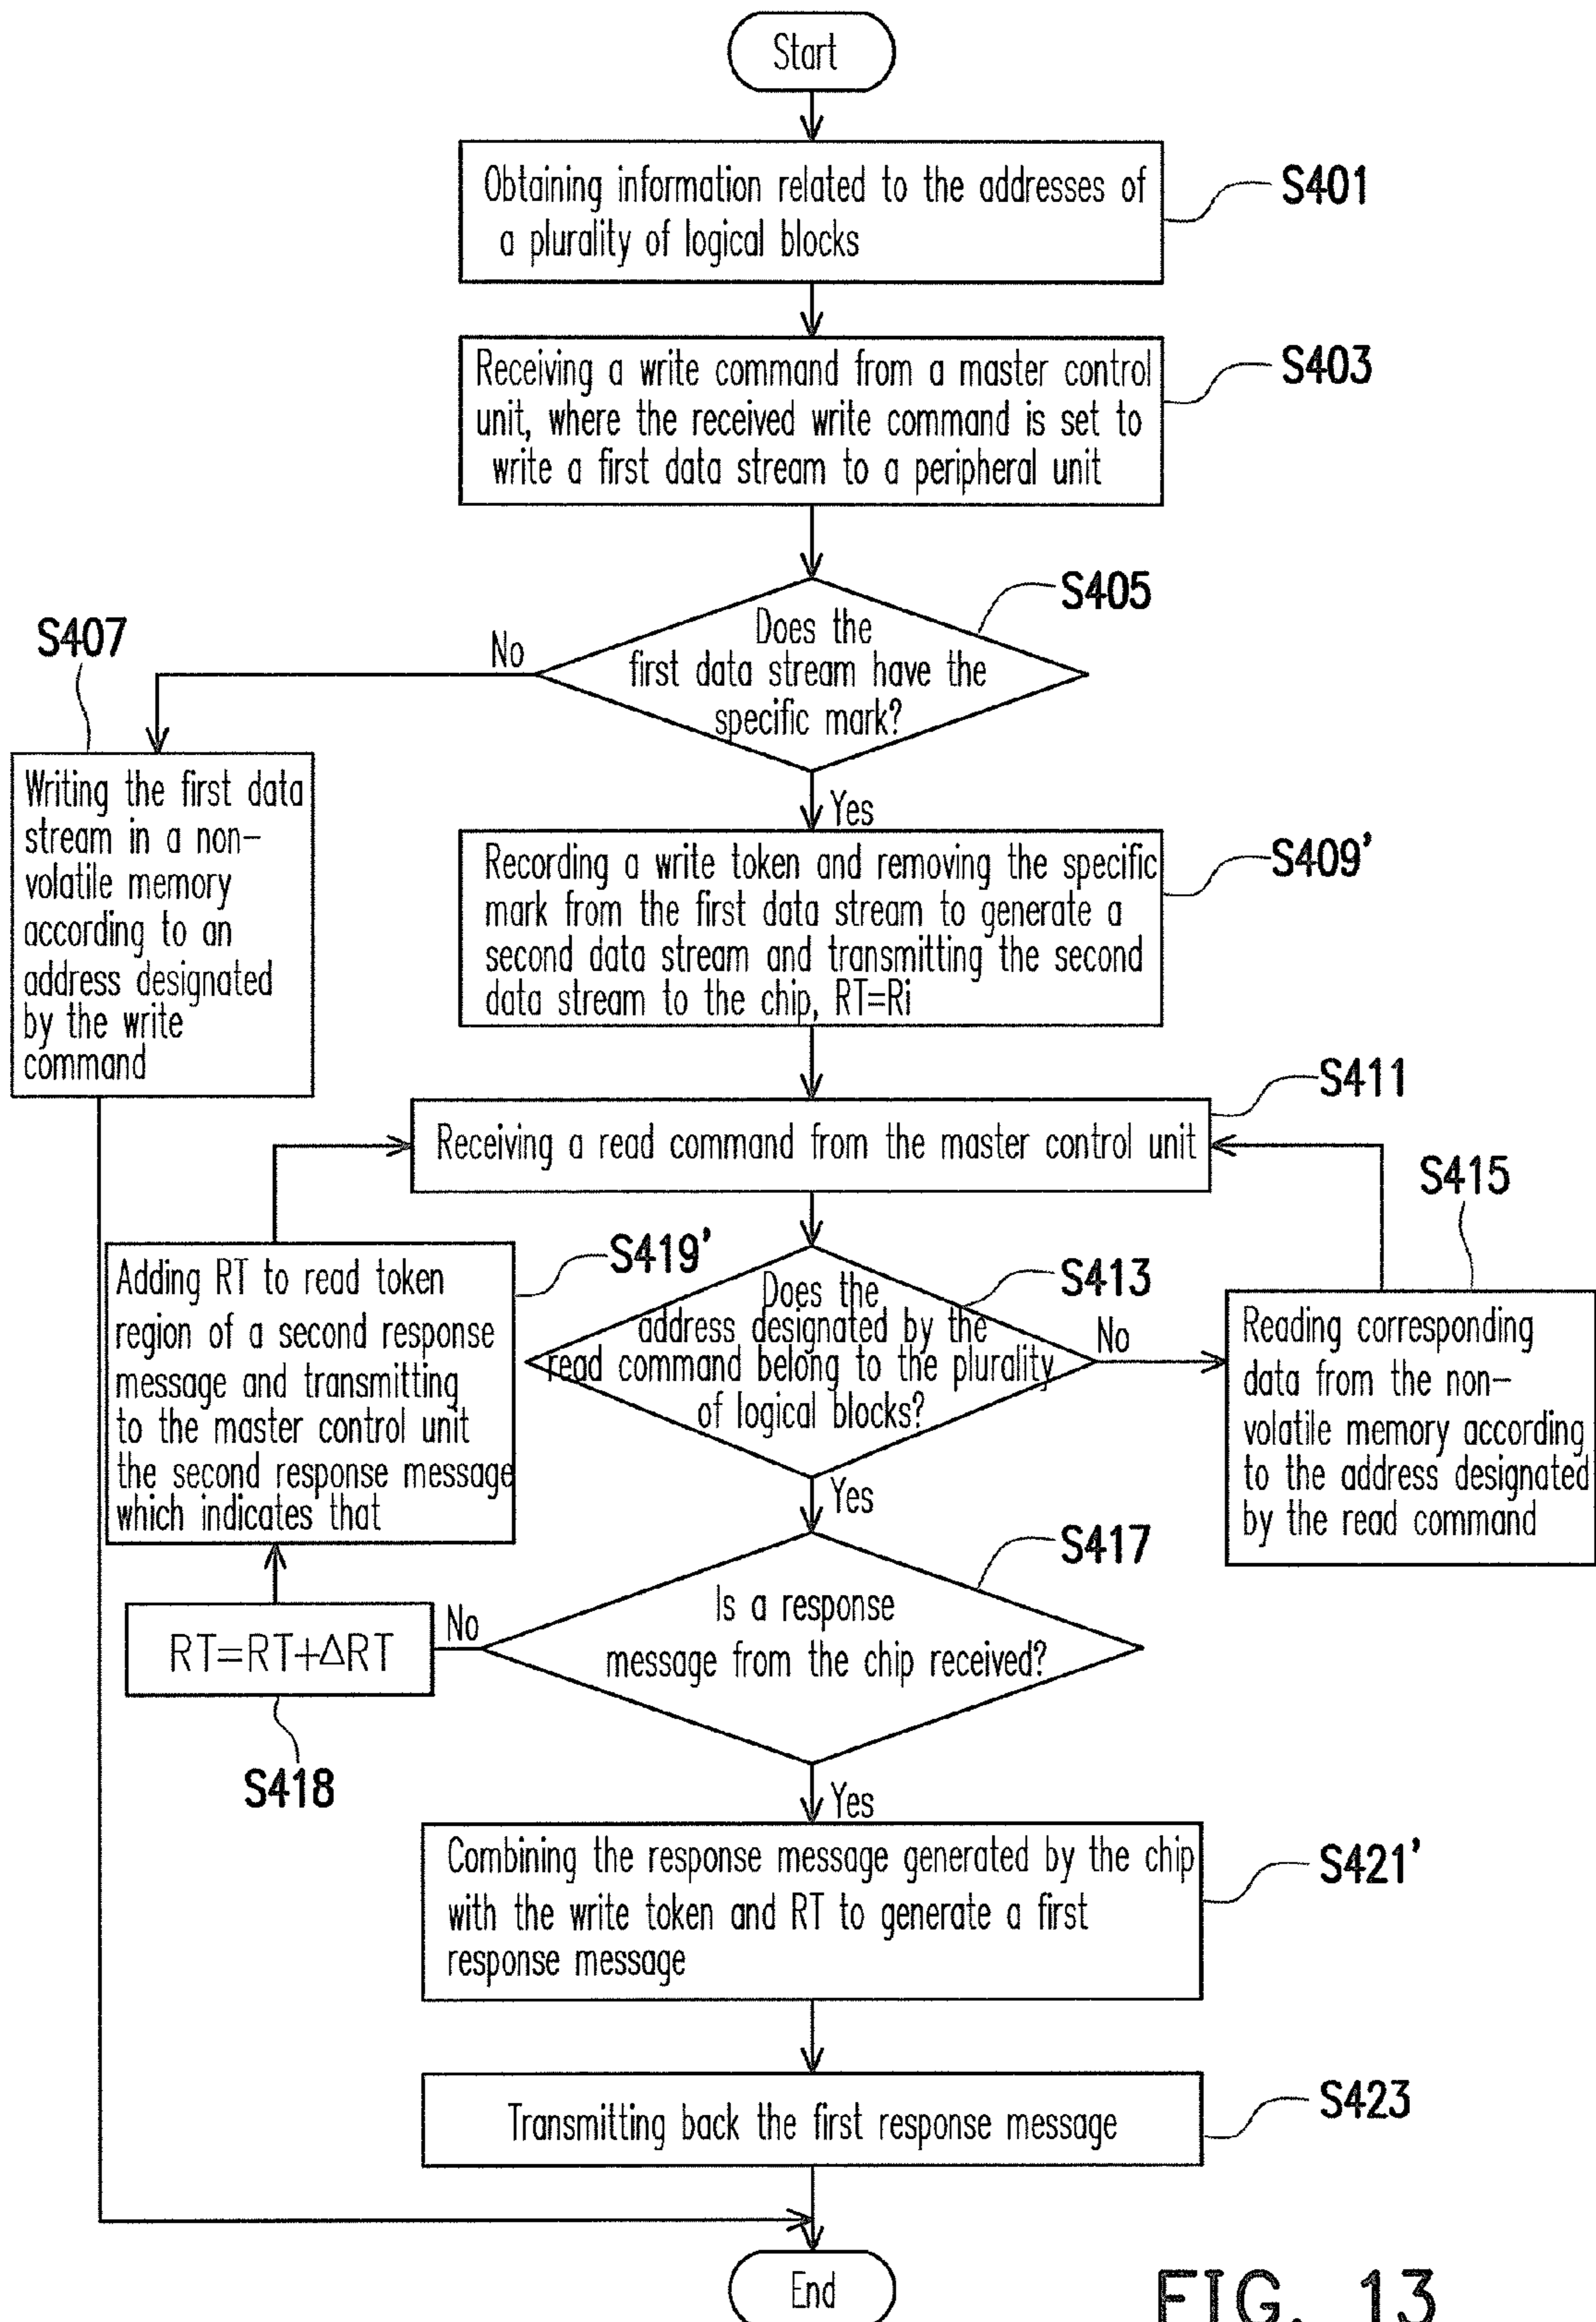 Start
Obtaining information related to the addresses of
a plurality of logical blocks
S401
Receiving a write command from a master control
unit, where the received write command is set to
write a first data stream to a peripheral unit
S403
Does the
first data stream have the
specific mark?
S405
No
S407
Writing the first data
stream in a non-
volatile memory
according to an
address designated
by the write
command
Yes
Recording a write token and removing the specific
mark from the first data stream to generate a
second data stream and transmitting the second
data stream to the chip, RT=Ri
S409'
Receiving a read command from the master control unit
S411
S415
Adding RT to read token
region of a second response
message and transmitting
to the master control unit
the second response message
which indicates that
S419'
Does the
address designated by the
read command belong to the plurality
of logical blocks?
S413
No
Reading corresponding
data from the non-
volatile memory according
to the address designated
by the read command
Yes
Is a response
message from the chip received?
S417
No
RT=RT+ΔRT
S418
Yes
Combining the response message generated by the chip
with the write token and RT to generate a first
response message
S421'
Transmitting back the first response message
S423
End
FIG. 13